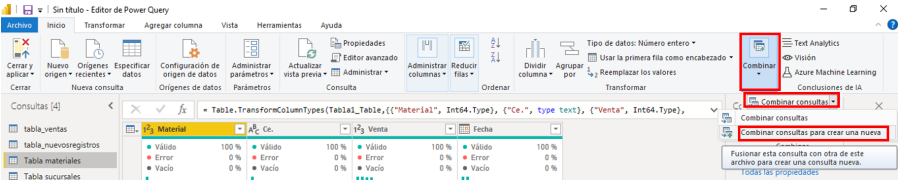 Sin título - Editor de Power Query
Archivo Inicio Transformar Agregar columna Vista Herramientas Ayuda
Cerrar y aplicar
Nuevo origen
Orígenes recientes
Especificar datos
Configuración de origen de datos
Administrar parámetros
Actualizar vista previa
Propiedades
Editor avanzado
Administrar
Administrar columnas
Reducir filas
Dividir columna
Agrupar por
Tipo de datos: Número entero
Usar la primera fila como encabezado
Reemplazar los valores
Combinar
Text Analytics
Visión
Azure Machine Learning
Cerrar Nueva consulta Orígenes de datos Parámetros Consulta Ordenar Transformar Conclusiones de IA
Consultas [4]
= Table.TransformColumnTypes(Tabla1_Table,{{"Material", Int64.Type}, {"Ce.", type text}, {"Venta", Int64.Type},
Combinar consultas
tabla_ventas
tabla_nuevosregistros
Tabla materiales
Tabla sucursales
123 Material ABC Ce. 123 Venta Fecha
Válido 100 % Válido 100 % Válido 100 % Válido 100 %
Error 0 % Error 0 % Error 0 % Error 0 %
Vacío 0 % Vacío 0 % Vacío 0 % Vacío 0 %
Combinar consultas
Combinar consultas para crear una nueva
Fusionar esta consulta con otra de este
archivo para crear una consulta nueva.
Todas las propiedades